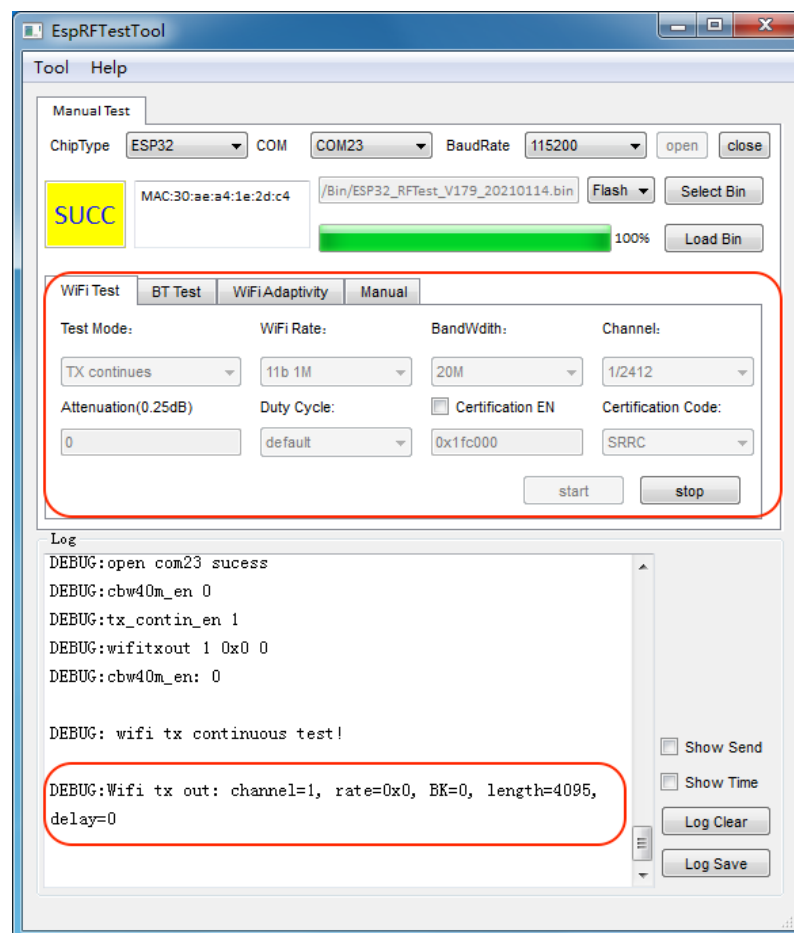 EspRFTestTool
Tool Help
Manual Test
ChipType ESP32 COM COM23 BaudRate 115200 open close
SUCC MAC:30:ae:a4:1e:2d:c4 /Bin/ESP32_RFTest_V179_20210114.bin Flash Select Bin
100% Load Bin
WiFi Test BT Test WiFi Adaptivity Manual
Test Mode: WiFi Rate: BandWdith: Channel:
TX continues 11b 1M 20M 1/2412
Attenuation(0.25dB) Duty Cycle: Certification EN Certification Code:
0 default 0x1fc000 SRRC
start stop
Log
DEBUG:open com23 sucess
DEBUG:cbw40m_en 0
DEBUG:tx_contin_en 1
DEBUG:wifitxout 1 0x0 0
DEBUG:cbw40m_en: 0
DEBUG: wifi tx continuous test!
DEBUG:Wifi tx out: channel=1, rate=0x0, BK=0, length=4095,
delay=0
Show Send
Show Time
Log Clear
Log Save